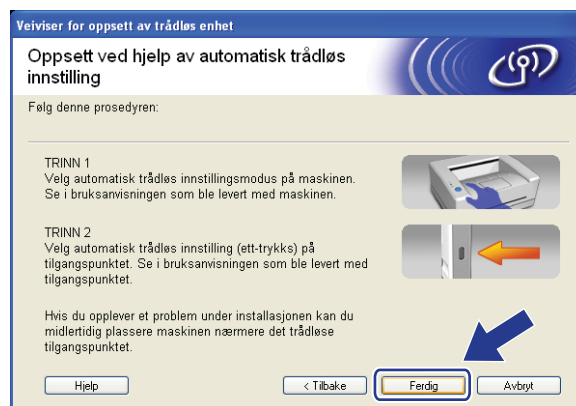 Veiviser for oppsett av trådløs enhet
Oppsett ved hjelp av automatisk trådløs
innstilling
Følg denne prosedyren:
TRINN 1
Velg automatisk trådløs innstillingsmodus på maskinen.
Se i bruksanvisningen som ble levert med maskinen.
TRINN 2
Velg automatisk trådløs innstilling (ett-trykks) på
tilgangspunktet. Se i bruksanvisningen som ble levert med
tilgangspunktet.
Hvis du opplever et problem under installasjonen kan du
midlertidig plassere maskinen nærmere det trådløse
tilgangspunktet.
Hjelp
< Tilbake
Ferdig
Avbryt